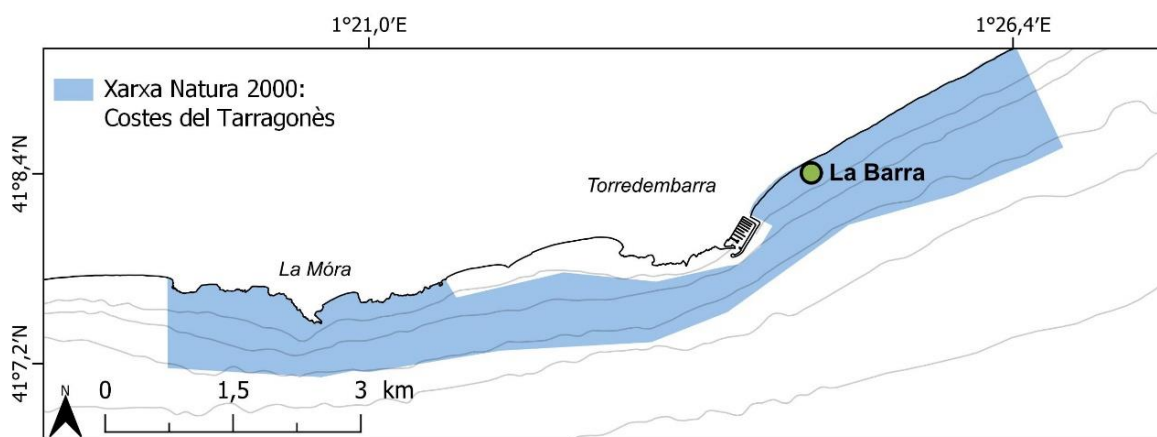 1°21,0'E
1°26,4'E
Xarxa Natura 2000:
Costes del Tarragonès
41°8,4'N
La Barra
Torredembarra
La Móra
41°7,2'N
0 1,5 3 km
N